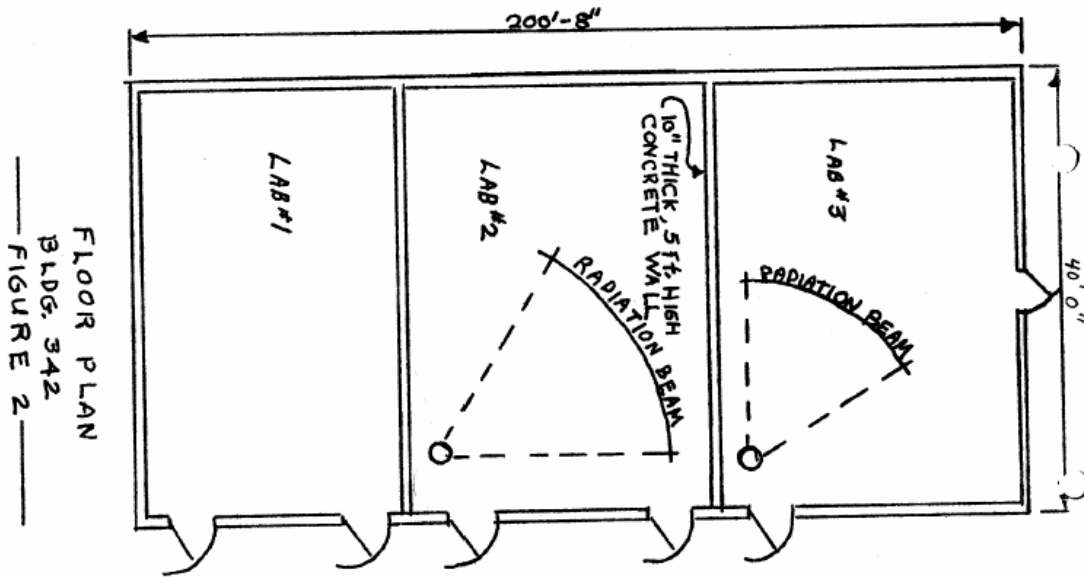 200'-8"
LAB #1
LAB #2
10" THICK, 5 ft. HIGH
CONCRETE WALL
LAB #3
RADIATION BEAM
RADIATION BEAM
40'0"
FLOOR PLAN
BLDG. 342
FIGURE 2